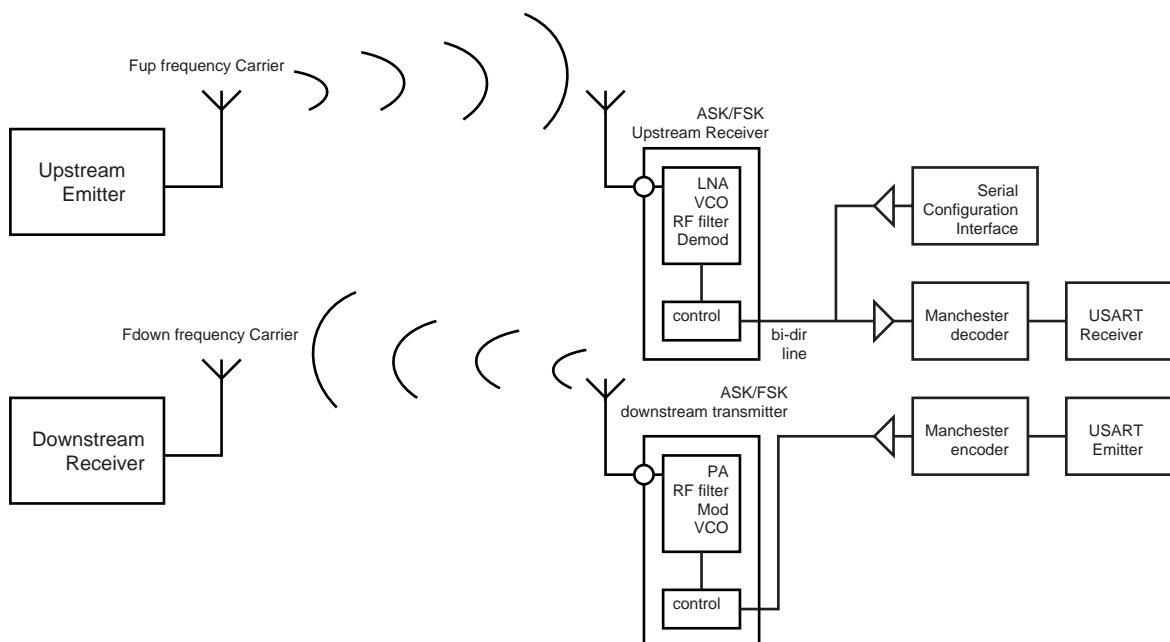 Fup frequency Carrier
Upstream
Emitter
ASK/FSK
Upstream Receiver
LNA
VCO
RF filter
Demod
control
bi-dir
line
Serial
Configuration
Interface
Manchester
decoder
USART
Receiver
Fdown frequency Carrier
Downstream
Receiver
ASK/FSK
downstream transmitter
PA
RF filter
Mod
VCO
control
Manchester
encoder
USART
Emitter